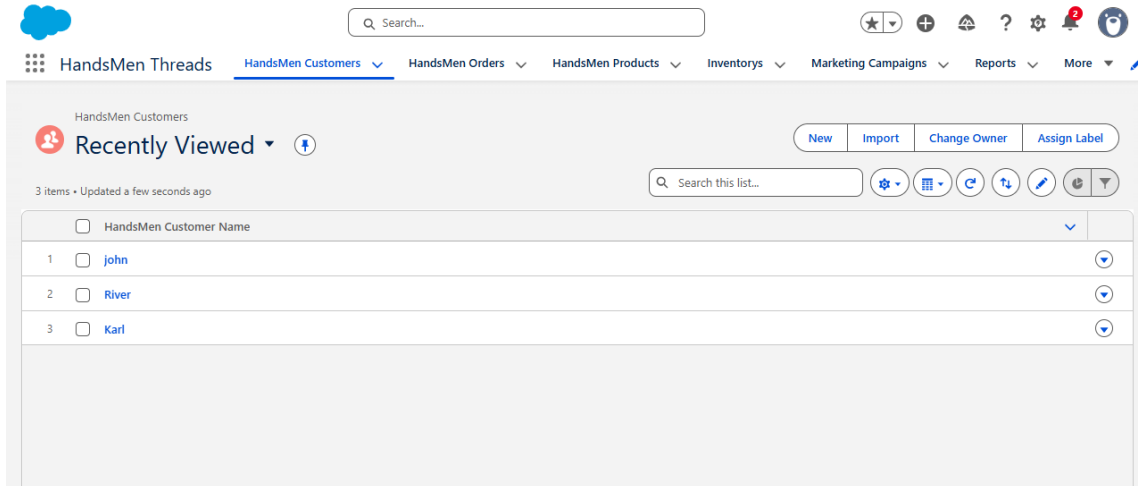 Search...
2
HandsMen Threads
HandsMen Customers
HandsMen Orders
HandsMen Products
Inventorys
Marketing Campaigns
Reports
More
HandsMen Customers
Recently Viewed
New
Import
Change Owner
Assign Label
3 items • Updated a few seconds ago
Search this list...
HandsMen Customer Name
1 john
2 River
3 Karl